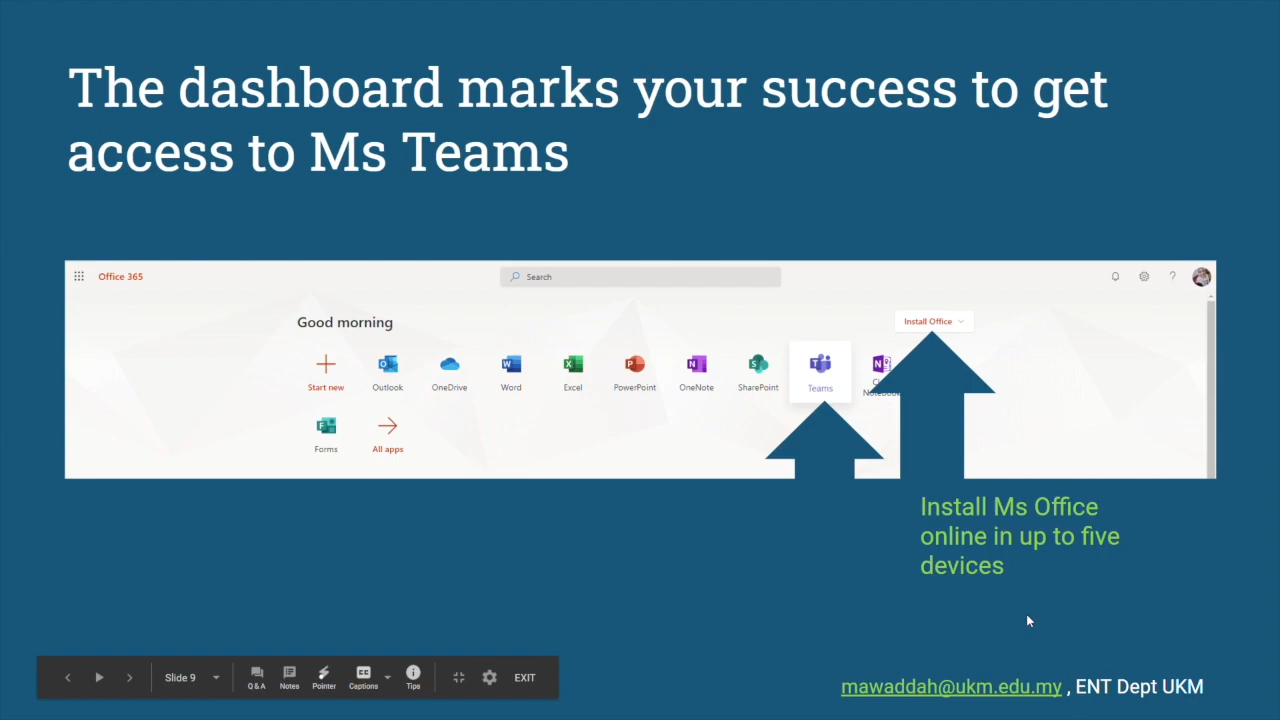 The dashboard marks your success to get
access to Ms Teams
Office 365
Search
?
Good morning
Install Office
Start new
Outlook
OneDrive
Word
Excel
PowerPoint
OneNote
SharePoint
Teams
Forms
All apps
Install Ms Office
online in up to five
devices
Slide 9
Q & A
Notes
Pointer
Captions
Tips
EXIT
mawaddah@ukm.edu.my , ENT Dept UKM